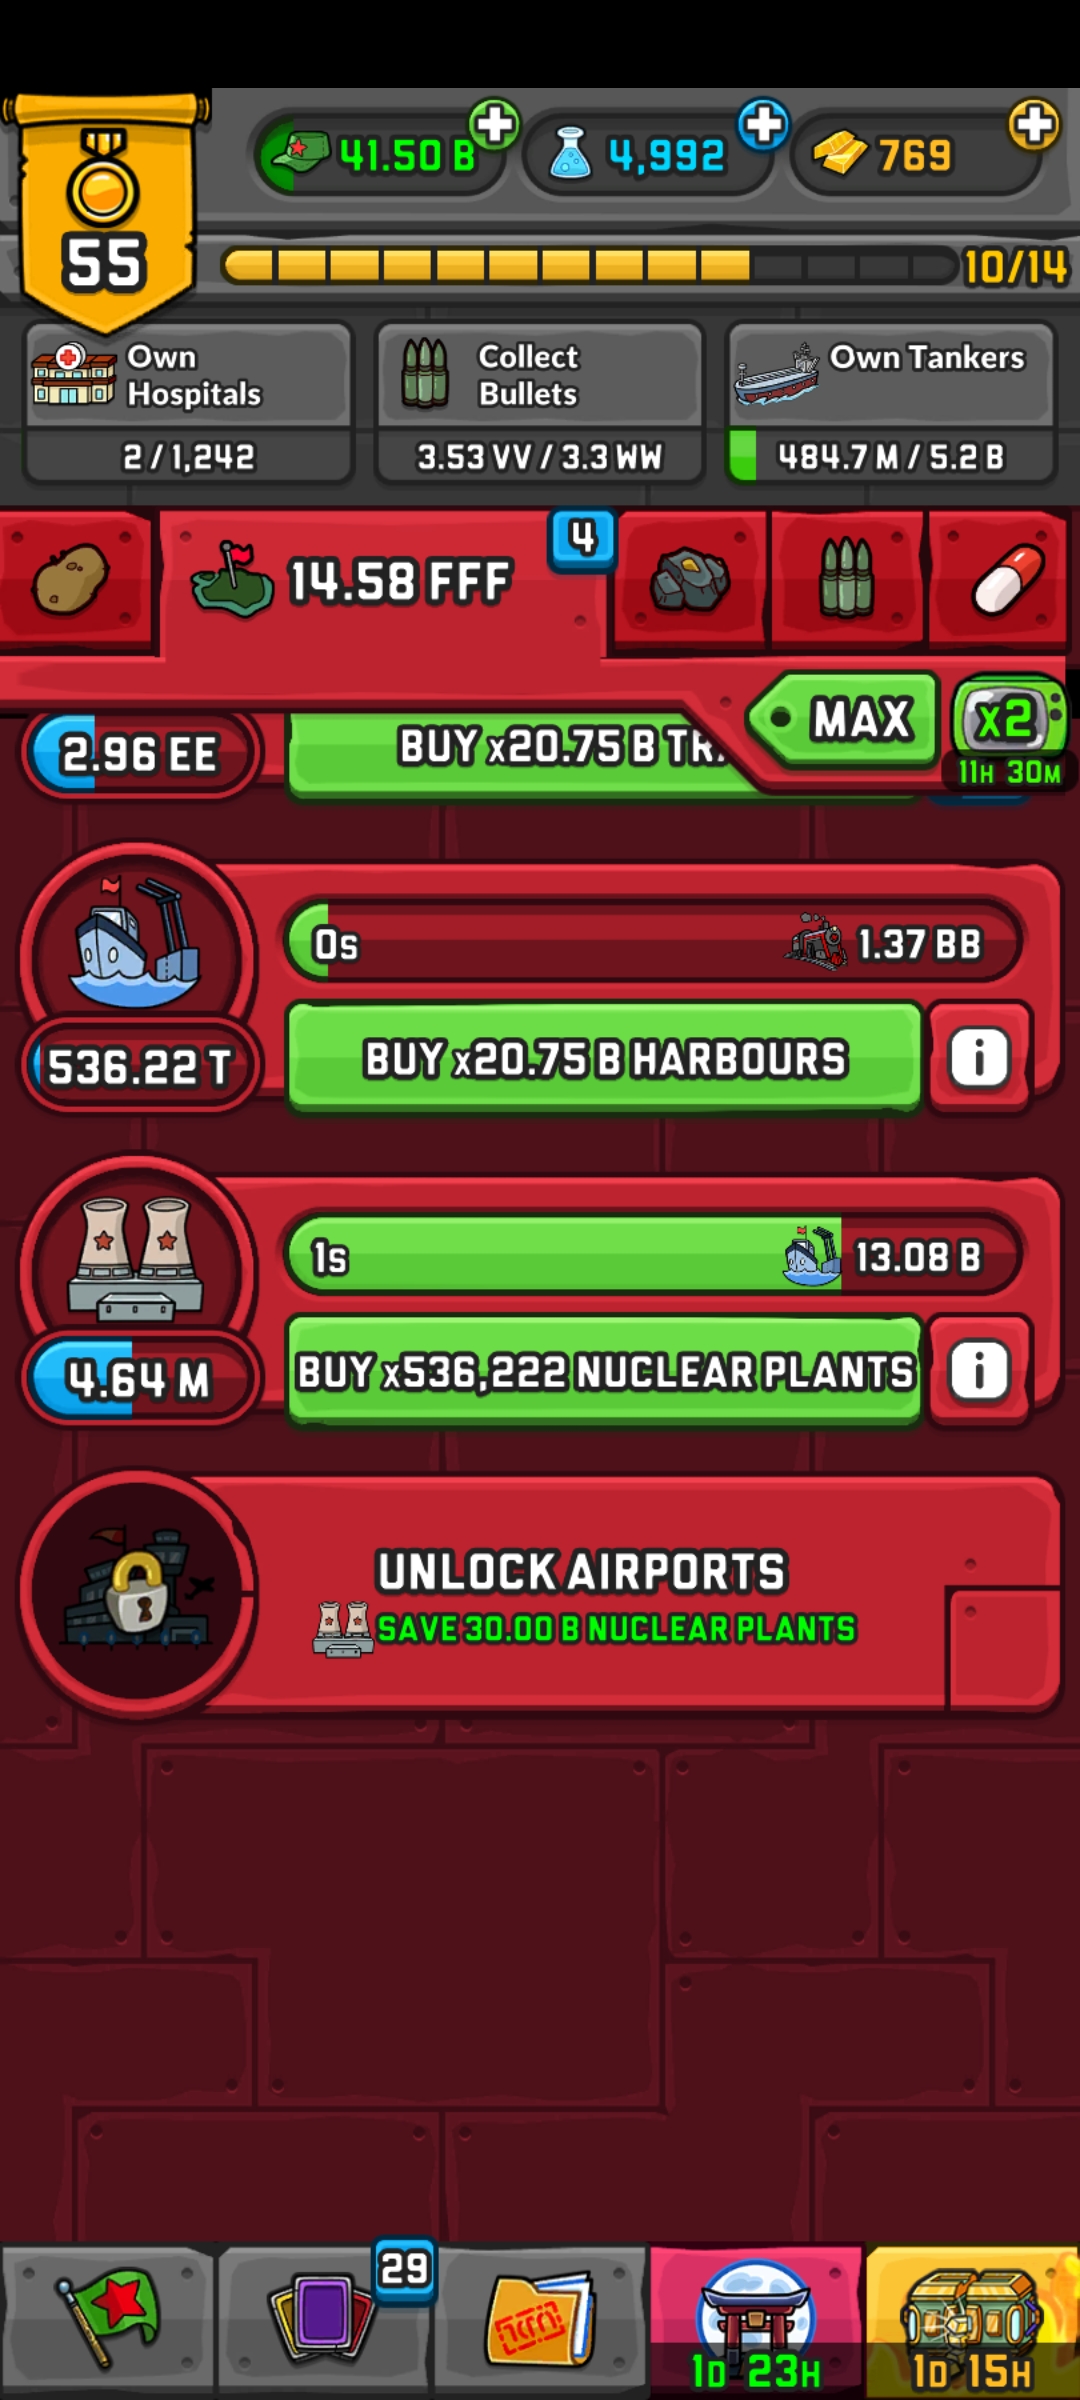 41.50 B
4,992
769
55
10/14
Own
Hospitals
2 / 1,242
Collect
Bullets
3.53 VV / 3.3 WW
Own Tankers
484.7 M / 5.2 B
14.58 FFF
4
MAX
x2
11H 30M
2.96 EE
BUY x20.75 B TR
0s
1.37 BB
536.22 T
BUY x20.75 B HARBOURS
i
1s
13.08 B
4.64 M
BUY x536,222 NUCLEAR PLANTS
i
UNLOCK AIRPORTS
SAVE 30.00 B NUCLEAR PLANTS
29
1D 23H
1D 15H